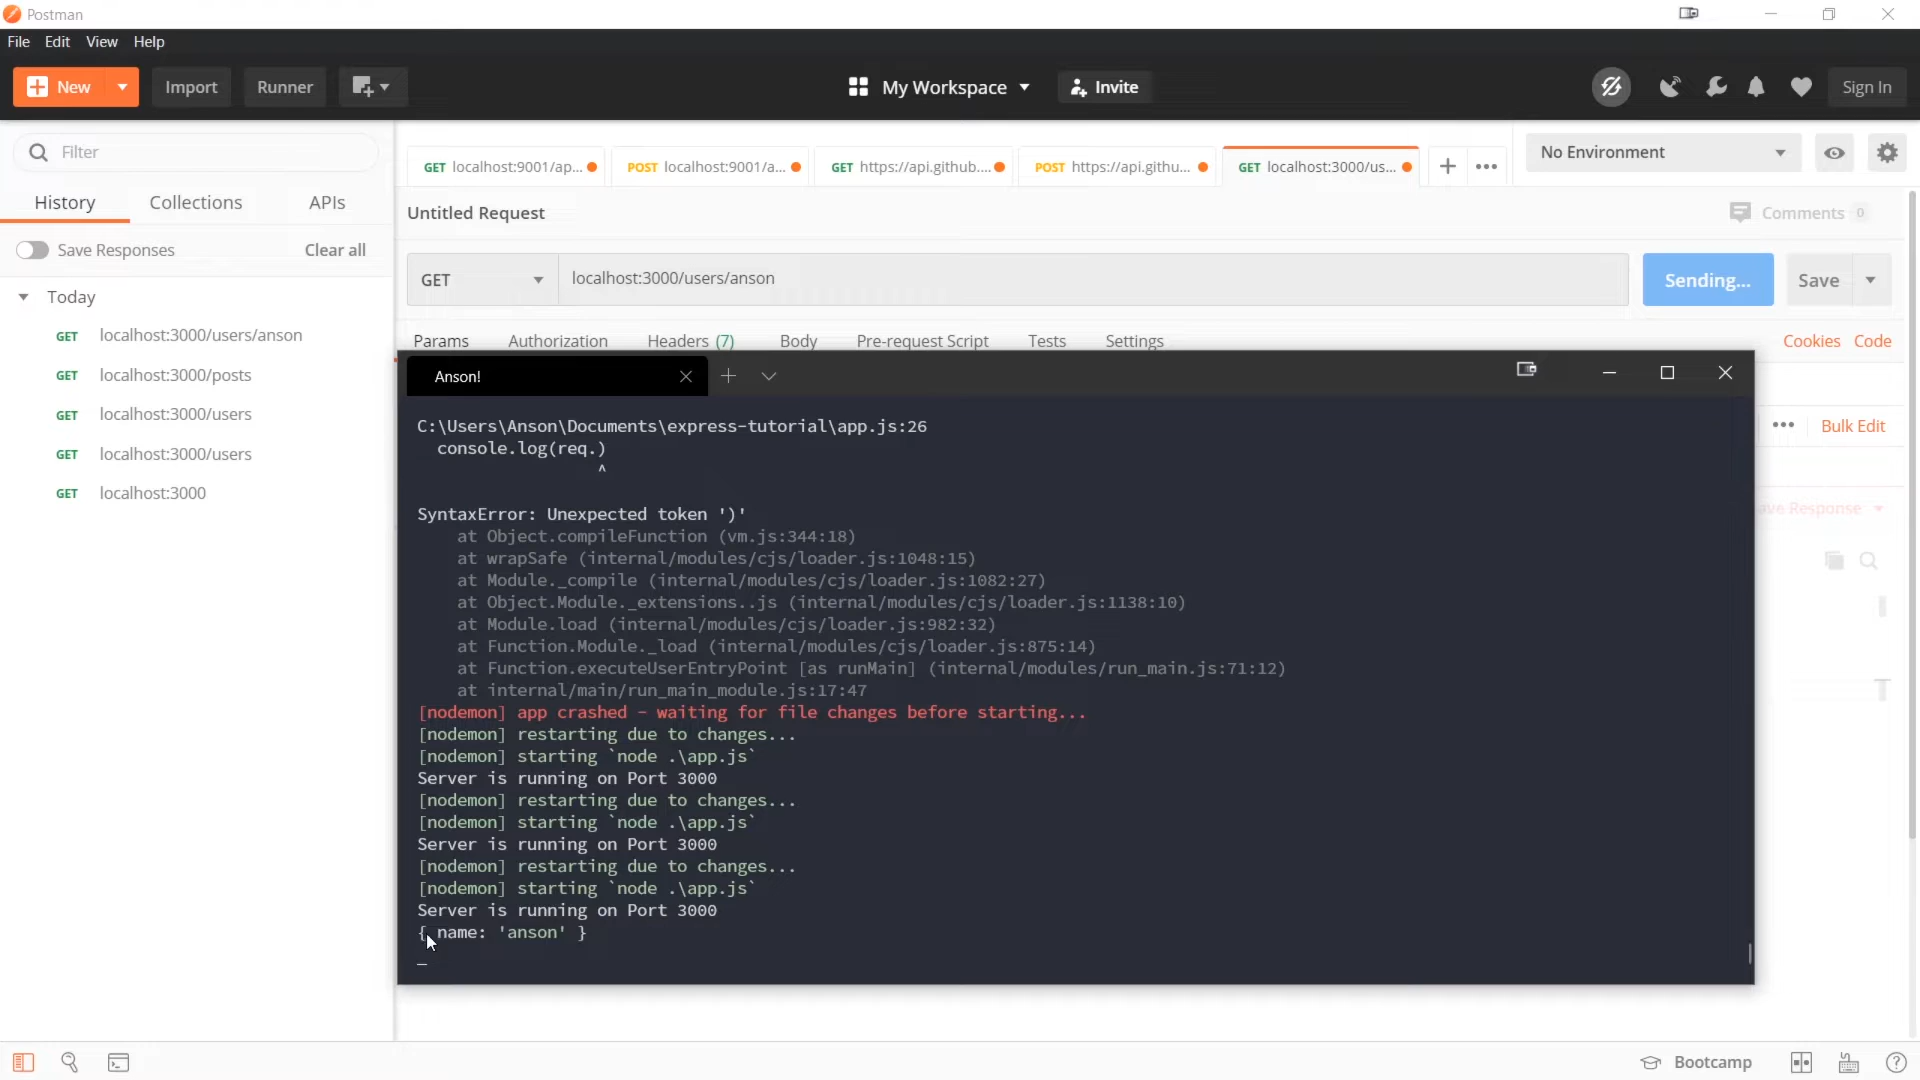 Postman
File Edit View Help
New Import Runner My Workspace Invite Sign In
Filter
GET localhost:9001/ap... POST localhost:9001/a... GET https://api.github.... POST https://api.githu... GET localhost:3000/us... No Environment
History Collections APIs
Untitled Request Comments 0
Save Responses Clear all
GET localhost:3000/users/anson Sending... Save
Today
GET localhost:3000/users/anson
GET localhost:3000/posts
GET localhost:3000/users
GET localhost:3000/users
GET localhost:3000
Params Authorization Headers (7) Body Pre-request Script Tests Settings Cookies Code
Anson!
Bulk Edit
C:\Users\Anson\Documents\express-tutorial\app.js:26
console.log(req.)
^
SyntaxError: Unexpected token ')'
at Object.compileFunction (vm.js:344:18)
at wrapSafe (internal/modules/cjs/loader.js:1048:15)
at Module._compile (internal/modules/cjs/loader.js:1082:27)
at Object.Module._extensions..js (internal/modules/cjs/loader.js:1138:10)
at Module.load (internal/modules/cjs/loader.js:982:32)
at Function.Module._load (internal/modules/cjs/loader.js:875:14)
at Function.executeUserEntryPoint [as runMain] (internal/modules/run_main.js:71:12)
at internal/main/run_main_module.js:17:47
[nodemon] app crashed - waiting for file changes before starting...
[nodemon] restarting due to changes...
[nodemon] starting `node .\app.js`
Server is running on Port 3000
[nodemon] restarting due to changes...
[nodemon] starting `node .\app.js`
Server is running on Port 3000
[nodemon] restarting due to changes...
[nodemon] starting `node .\app.js`
Server is running on Port 3000
{ name: 'anson' }
Response
Bootcamp